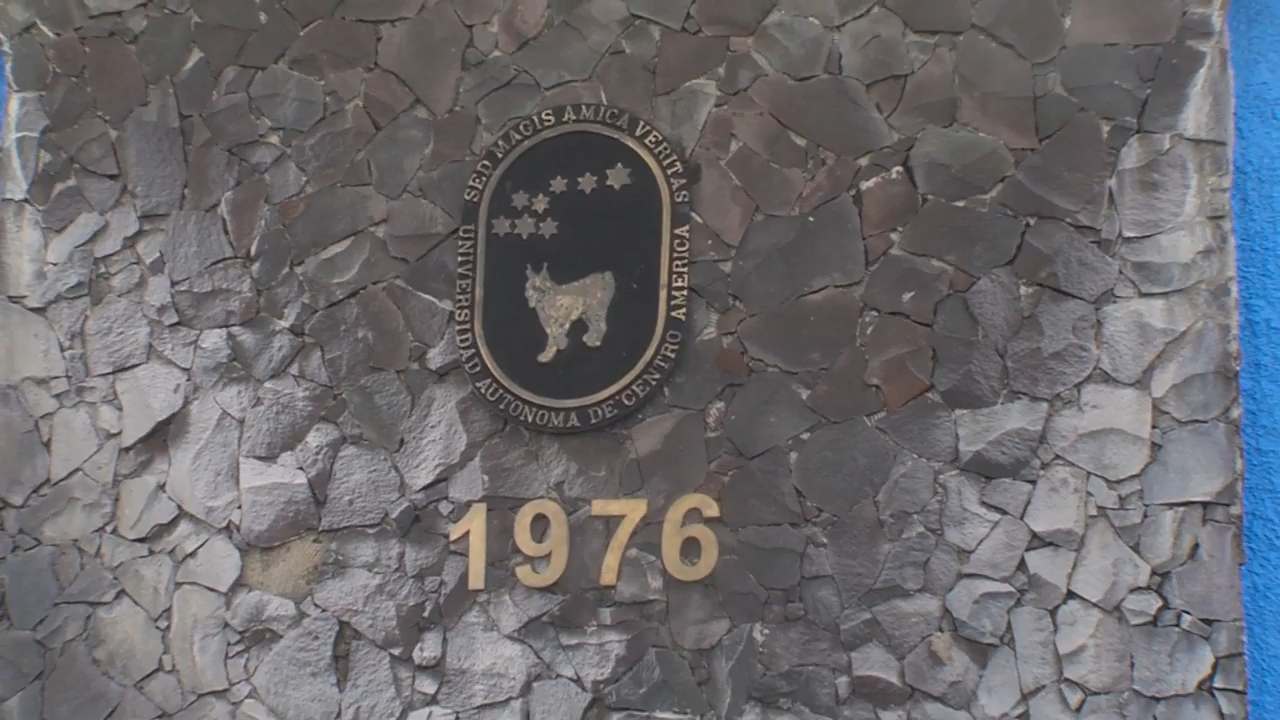 SED MAGIS AMICA VERITAS
UNIVERSIDAD AUTONOMA DE CENTRO AMERICA
1976